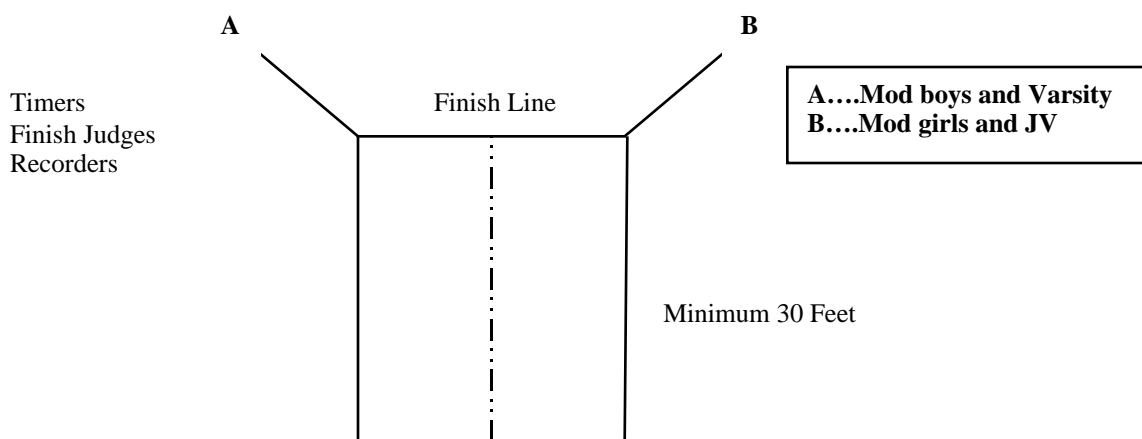 A
B
Timers
Finish Judges
Recorders
Finish Line
A….Mod boys and Varsity
B….Mod girls and JV
Minimum 30 Feet